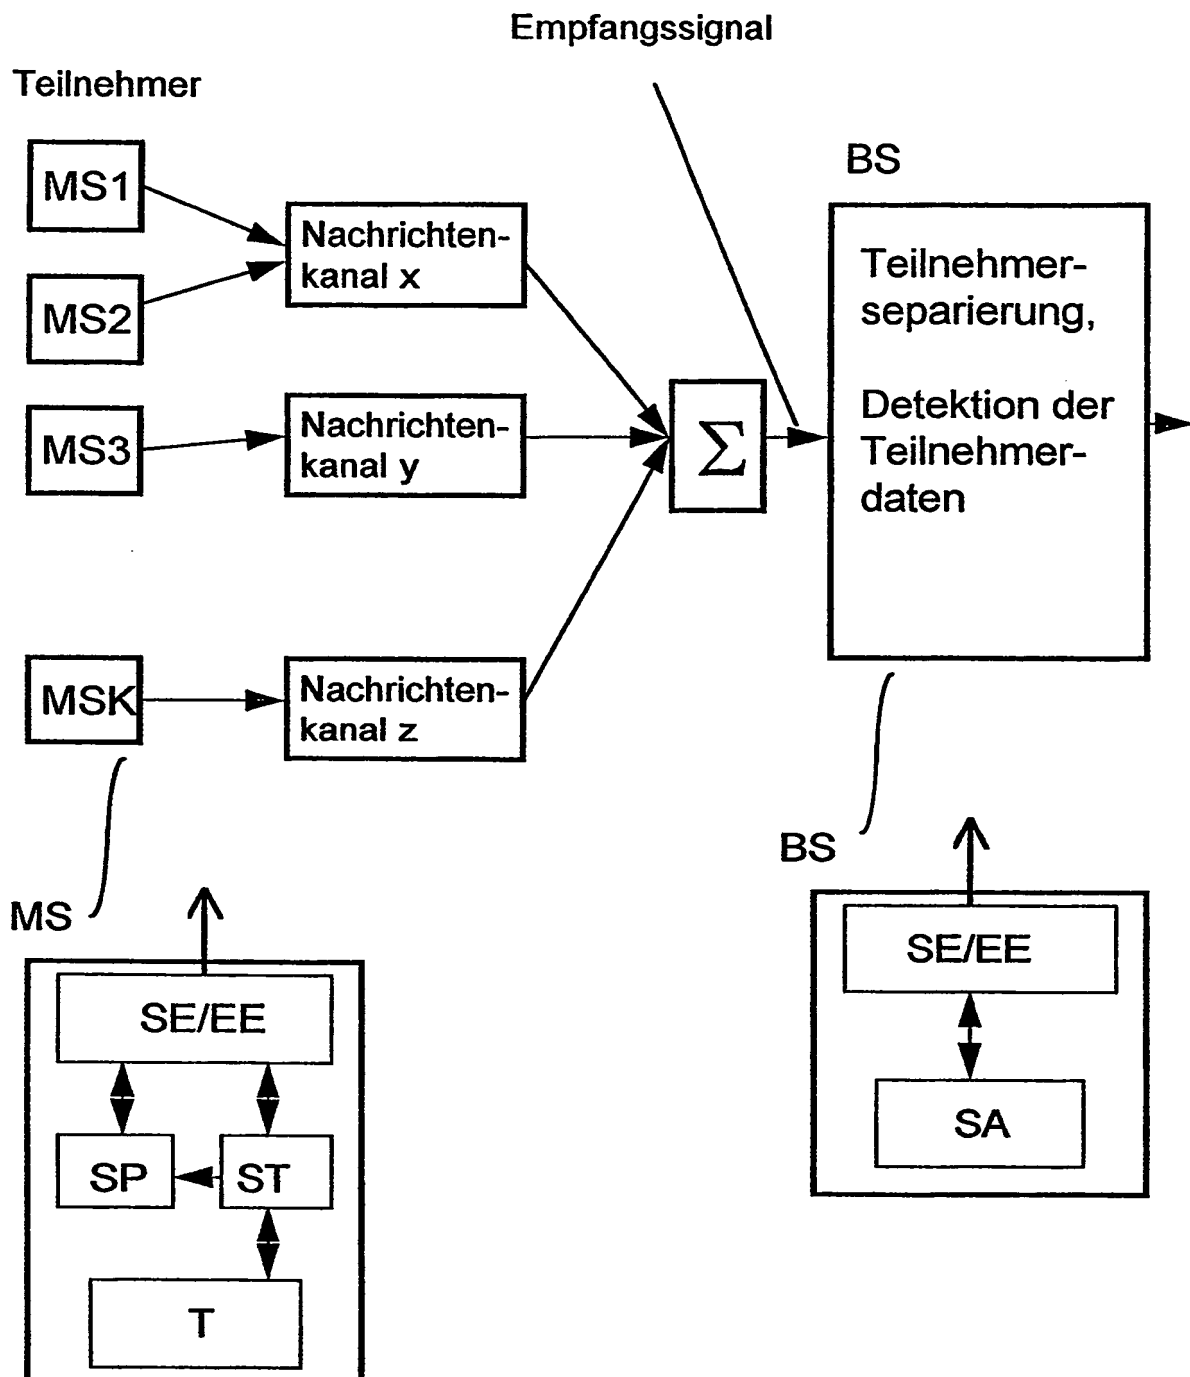 Empfangssignal
Teilnehmer
MS1
MS2
MS3
MSK
Nachrichten-
kanal x
Nachrichten-
kanal y
Nachrichten-
kanal z
Σ
BS
Teilnehmer-
separierung,
Detektion der
Teilnehmer-
daten
BS
MS
SE/EE
SP
ST
T
SE/EE
SA